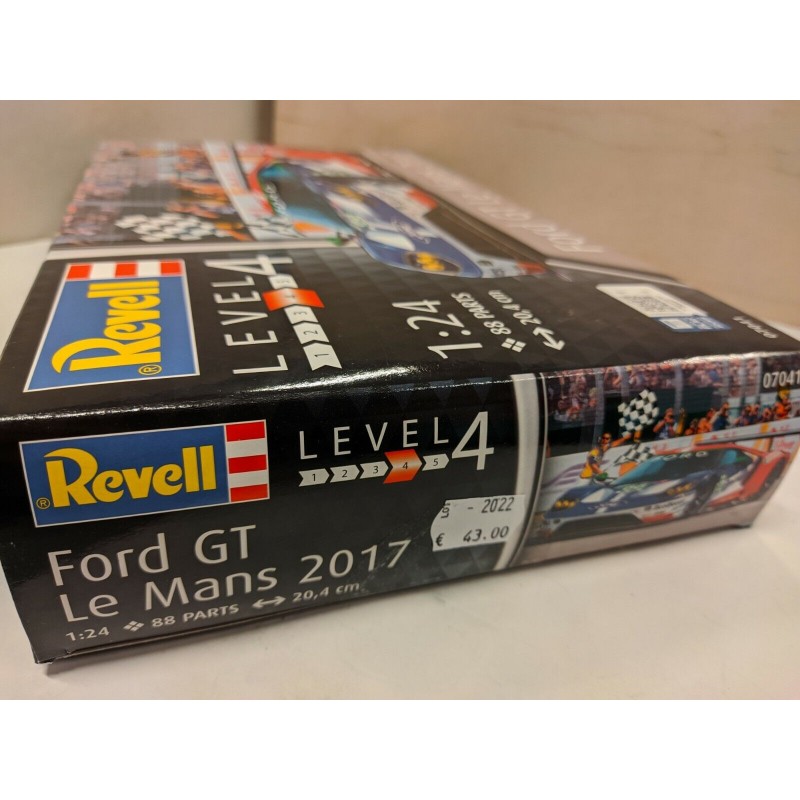 Revell
®
LEVEL 4
1 2 3 4 5
1:24
88 PARTS
20,4 cm
07041
Revell
®
LEVEL 4
1 2 3 4 5
07041
- 2022
€ 43.00
Ford GT
Le Mans 2017
1:24 88 PARTS 20,4 cm